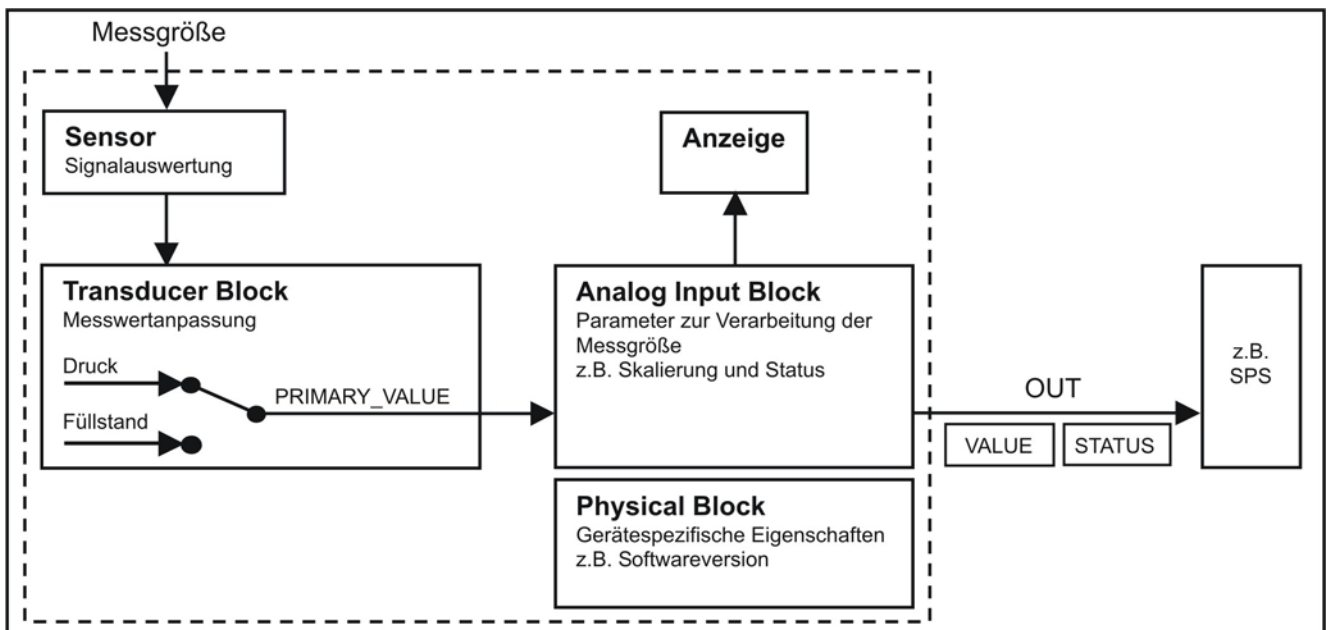 Messgröße
Sensor
Signalauswertung
Anzeige
Transducer Block
Messwertanpassung
Druck
Füllstand
PRIMARY_VALUE
Analog Input Block
Parameter zur Verarbeitung der
Messgröße
z.B. Skalierung und Status
OUT
VALUE
STATUS
z.B.
SPS
Physical Block
Gerätespezifische Eigenschaften
z.B. Softwareversion